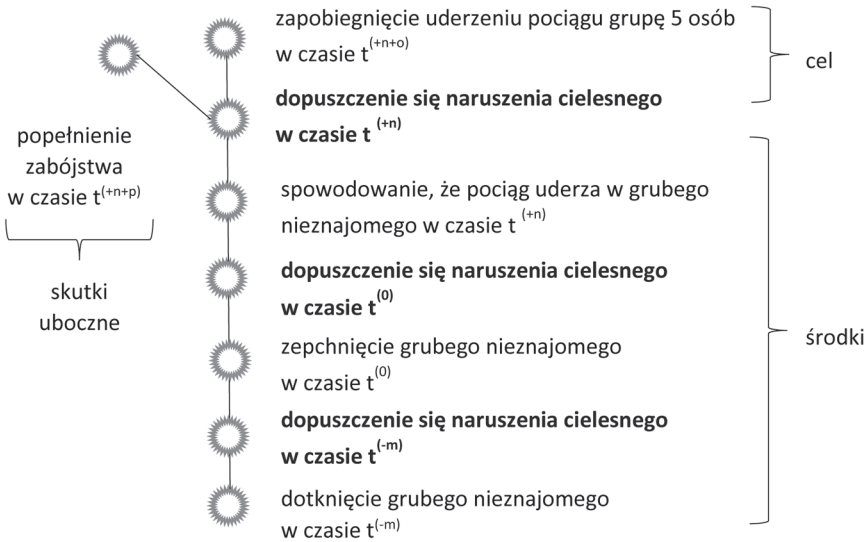 zapobiegnięcie uderzeniu pociągu grupę 5 osób
w czasie t(+n+o)
cel
dopuszczenie się naruszenia cielesnego
w czasie t (+n)
popełnienie
zabójstwa
w czasie t(+n+p)
skutki
uboczne
spowodowanie, że pociąg uderza w grubego
nieznajomego w czasie t (+n)
dopuszczenie się naruszenia cielesnego
w czasie t(0)
zepchnięcie grubego nieznajomego
w czasie t(0)
środki
dopuszczenie się naruszenia cielesnego
w czasie t(-m)
dotknięcie grubego nieznajomego
w czasie t(-m)